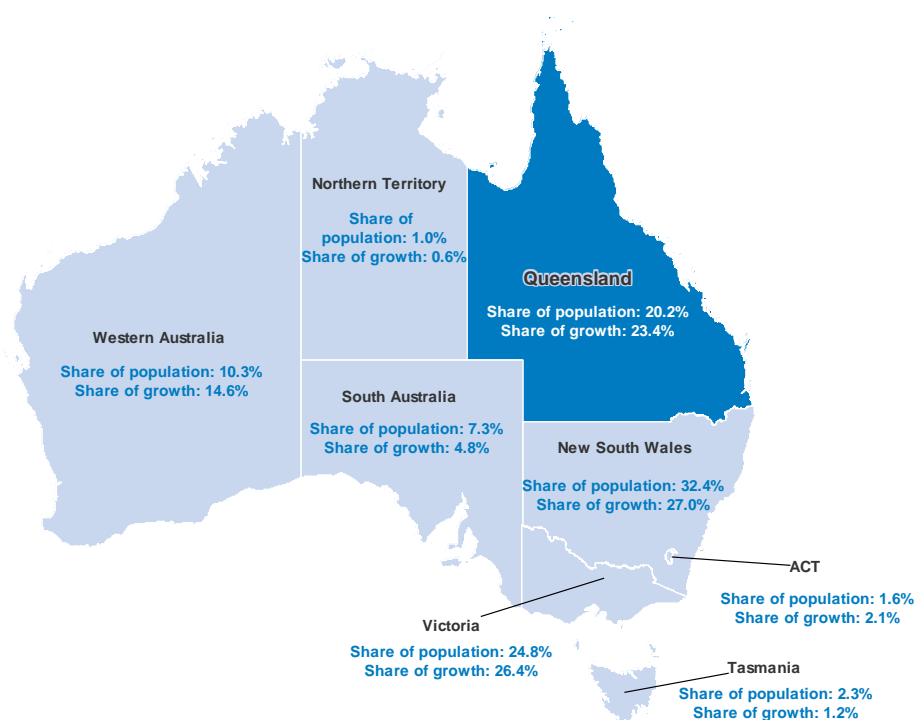 Northern Territory
Share of
population: 1.0%
Share of growth: 0.6%
Queensland
Share of population: 20.2%
Share of growth: 23.4%
Western Australia
Share of population: 10.3%
Share of growth: 14.6%
South Australia
Share of population: 7.3%
Share of growth: 4.8%
New South Wales
Share of population: 32.4%
Share of growth: 27.0%
ACT
Share of population: 1.6%
Share of growth: 2.1%
Victoria
Share of population: 24.8%
Share of growth: 26.4%
Tasmania
Share of population: 2.3%
Share of growth: 1.2%